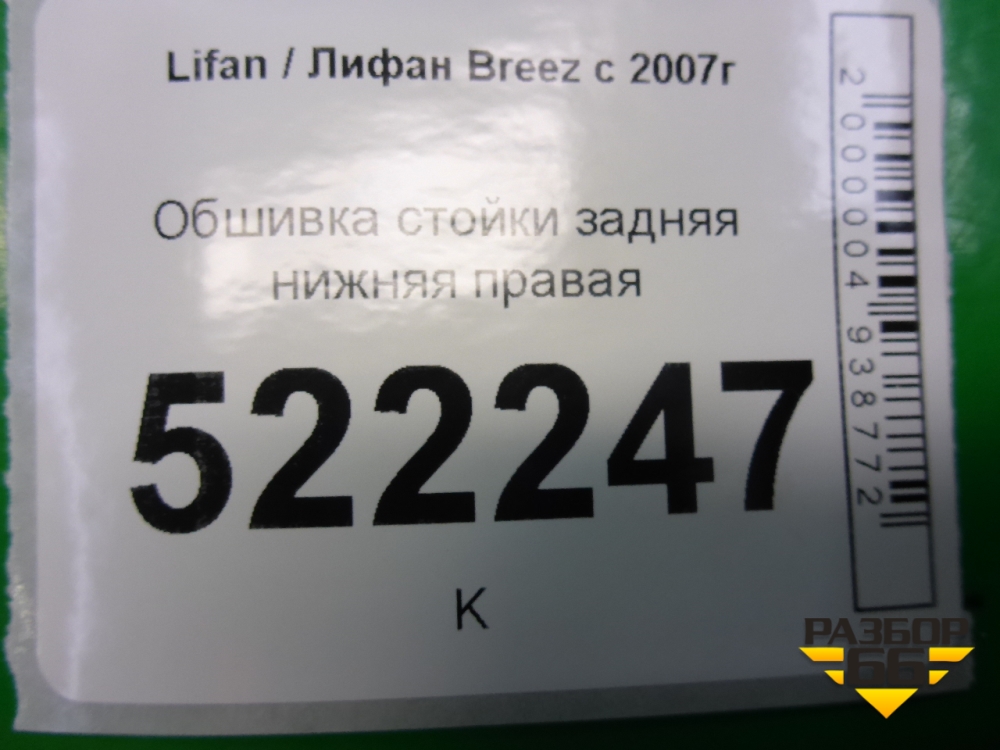 Lifan / Лифан Breez с 2007г
Обшивка стойки задняя
нижняя правая
522247
К
2000004938772
РАЗБОР
66